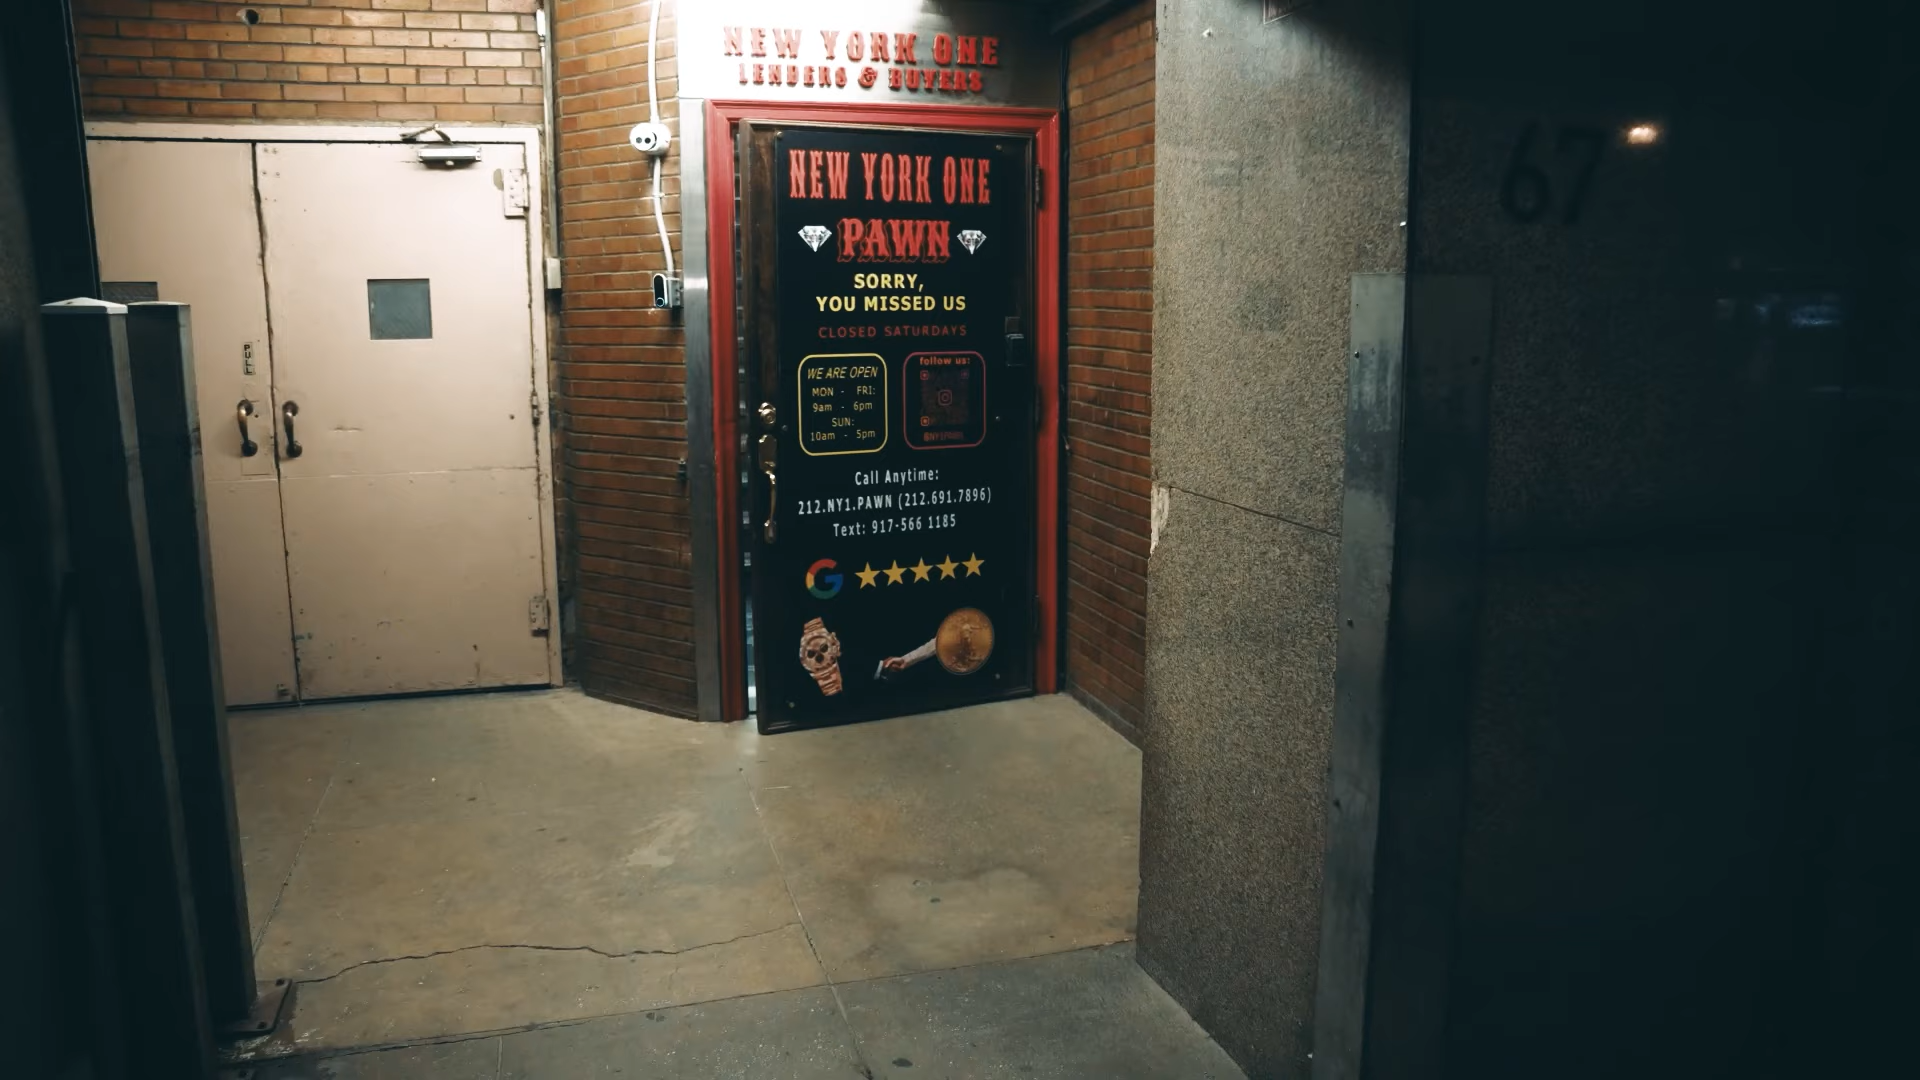 NEW YORK ONE
LENDERS & BUYERS
NEW YORK ONE
PAWN
SORRY,
YOU MISSED US
CLOSED SATURDAYS
WE ARE OPEN
MON - FRI:
9am - 6pm
SUN:
10am - 5pm
follow us:
@NY1PAWN
Call Anytime:
212.NY1.PAWN (212.691.7896)
Text: 917-566 1185
G
PULL
67